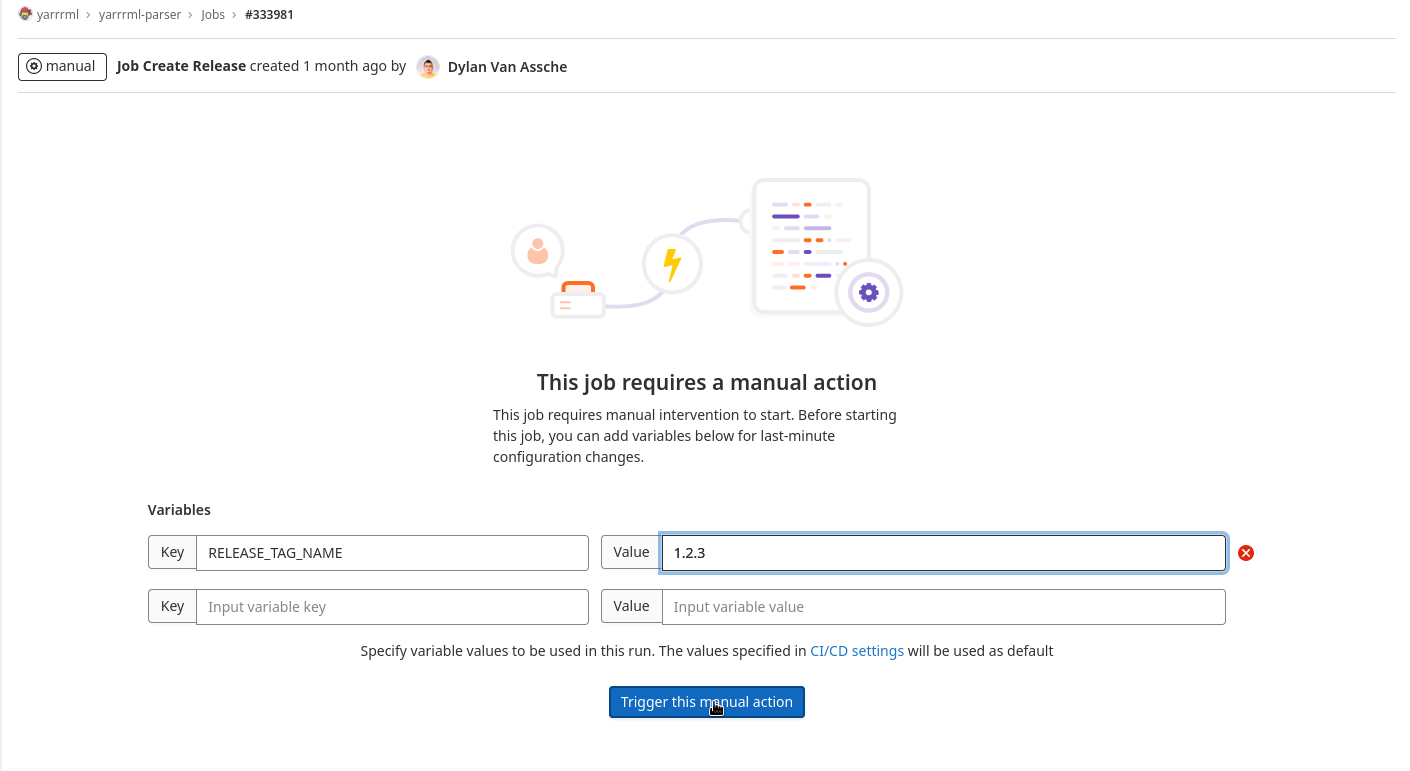 yarrrml › yarrrml-parser › Jobs › #333981
manual Job Create Release created 1 month ago by Dylan Van Assche
This job requires a manual action
This job requires manual intervention to start. Before starting
this job, you can add variables below for last-minute
configuration changes.
Variables
Key RELEASE_TAG_NAME Value 1.2.3
Key Input variable key Value Input variable value
Specify variable values to be used in this run. The values specified in CI/CD settings will be used as default
Trigger this manual action